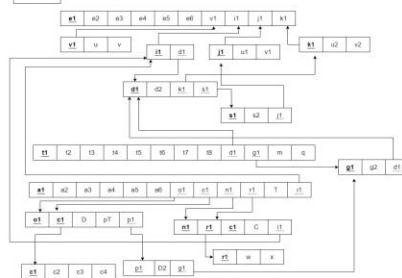 e1 e2 e3 e4 e5 e6 v1 i1 j1 k1
v1 u v
i1 d1
j1 u1 v1
k1 u2 v2
d1 d2 k1 s1
s1 s2 j1
t1 t2 t3 t4 t5 t6 t7 t8 d1 g1 m q
g1 g2 d1
a1 a2 a3 a4 a5 a6 o1 c1 n1 r1 T i1
o1 c1 D pT p1
n1 r1 c1 C i1
r1 w x
c1 c2 c3 c4
p1 D2 g1